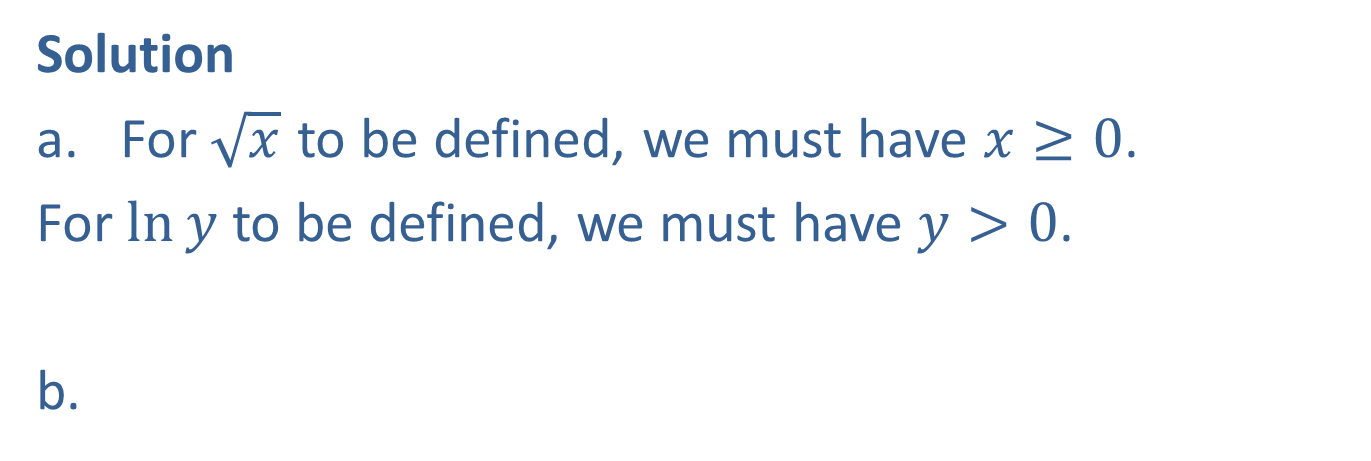 Solution
a. For √x to be defined, we must have x ≥ 0.
For ln y to be defined, we must have y > 0.
b.